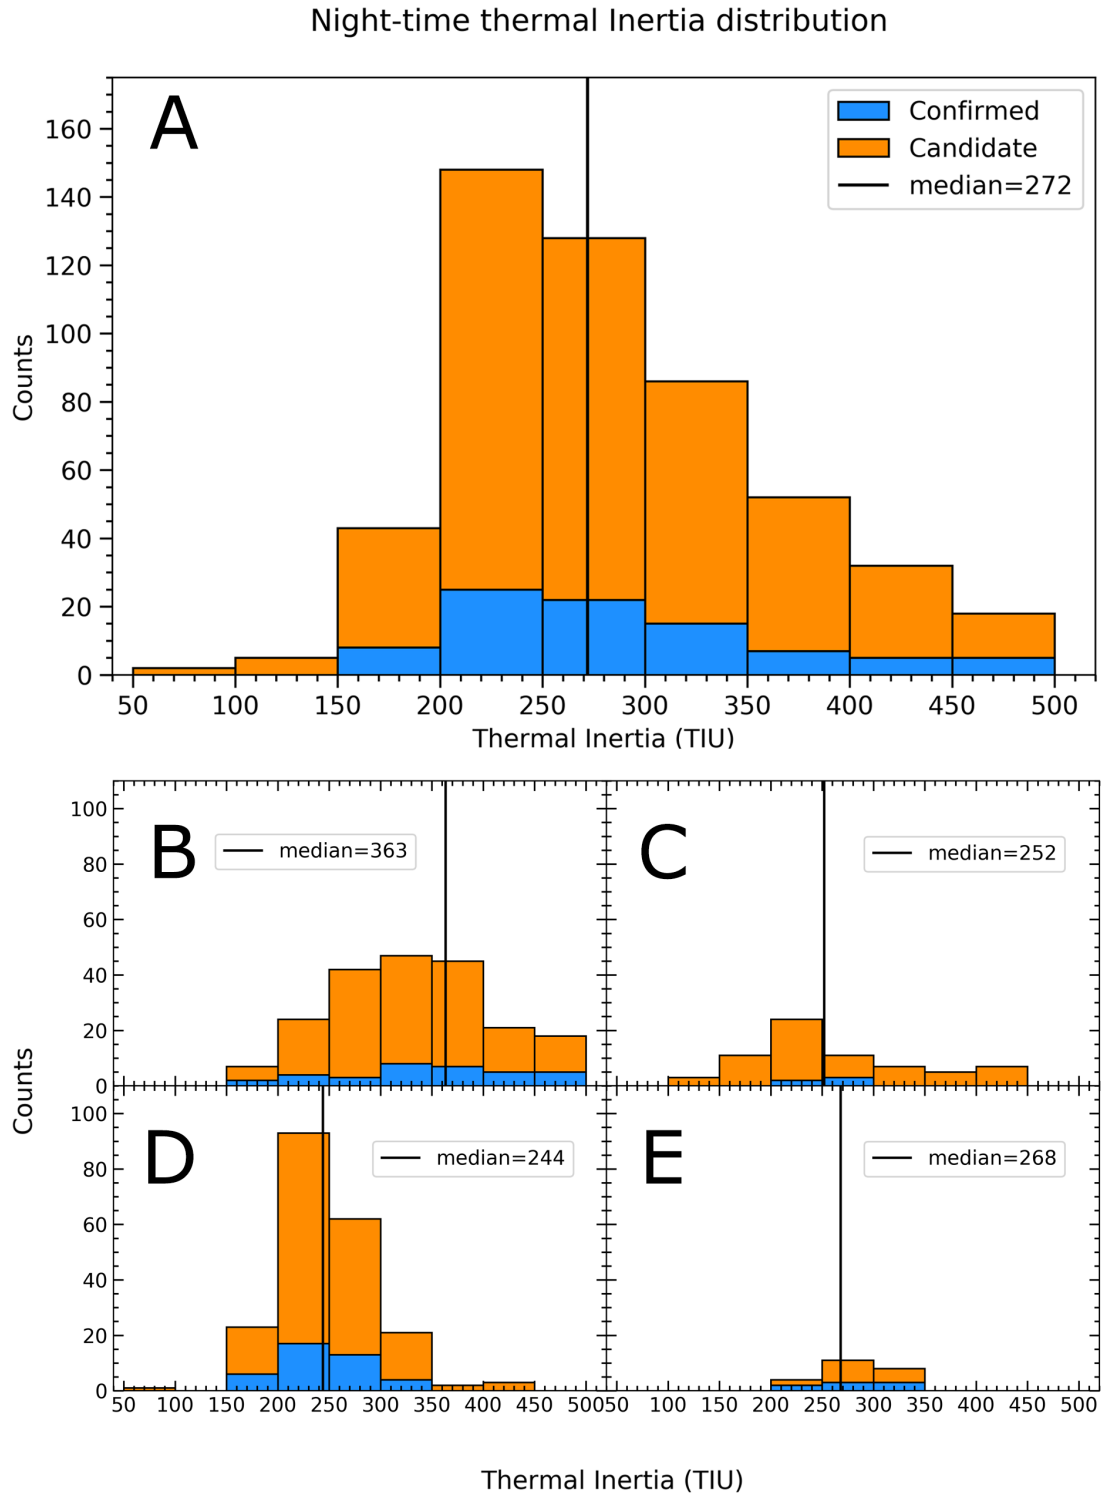 Night-time thermal Inertia distribution
A
Confirmed
Candidate
median=272
160
140
120
100
80
60
40
20
0
Counts
50 100 150 200 250 300 350 400 450 500
Thermal Inertia (TIU)
B
median=363
100
80
60
40
20
0
C
median=252
Counts
D
median=244
100
80
60
40
20
0
E
median=268
50 100 150 200 250 300 350 400 450 500
50 100 150 200 250 300 350 400 450 500
Thermal Inertia (TIU)